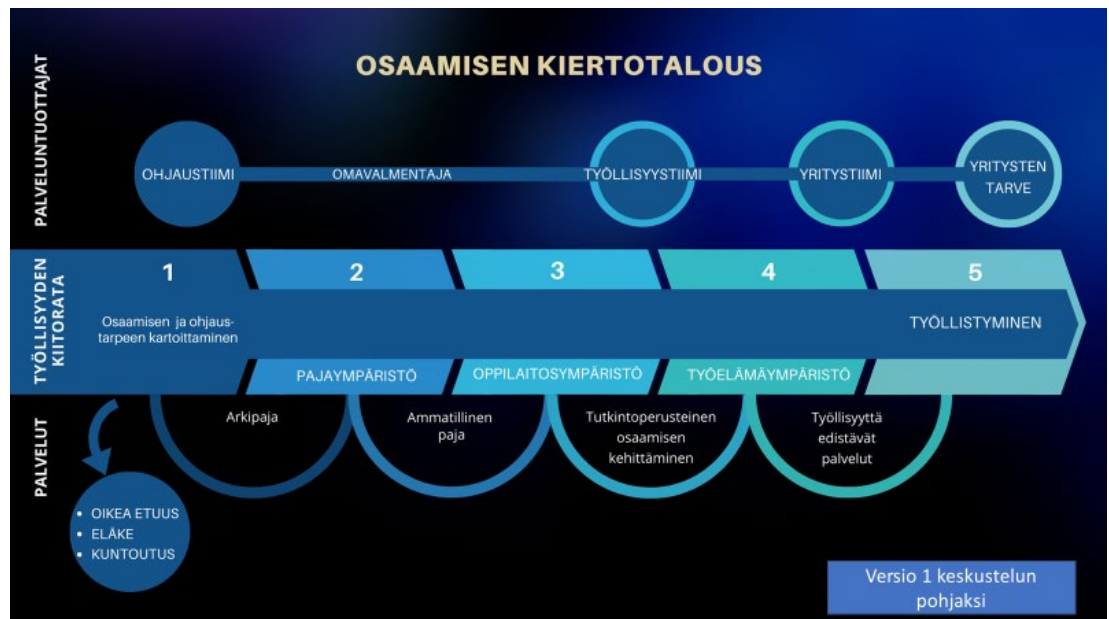 OSAAMISEN KIERTOTALOUS
PALVELUNTUOTTAJAT
OHJAUSTIIMI
OMAVALMENTAJA
TYÖLLISYYSTIIMI
YRITYSTIIMI
YRITYSTEN
TARVE
TYÖLLISYYDEN
KIITORATA
1
2
3
4
5
Osaamisen ja ohjaus-
tarpeen kartoittaminen
TYÖLLISTYMINEN
PAJAYMPÄRISTÖ
OPPILAITOSYMPÄRISTÖ
TYÖELÄMÄYMPÄRISTÖ
PALVELUT
Arkipaja
Ammatillinen
paja
Tutkintoperusteinen
osaamisen
kehittäminen
Työllisyyttä
edistävät
palvelut
• OIKEA ETUUS
• ELÄKE
• KUNTOUTUS
Versio 1 keskustelun
pohjaksi